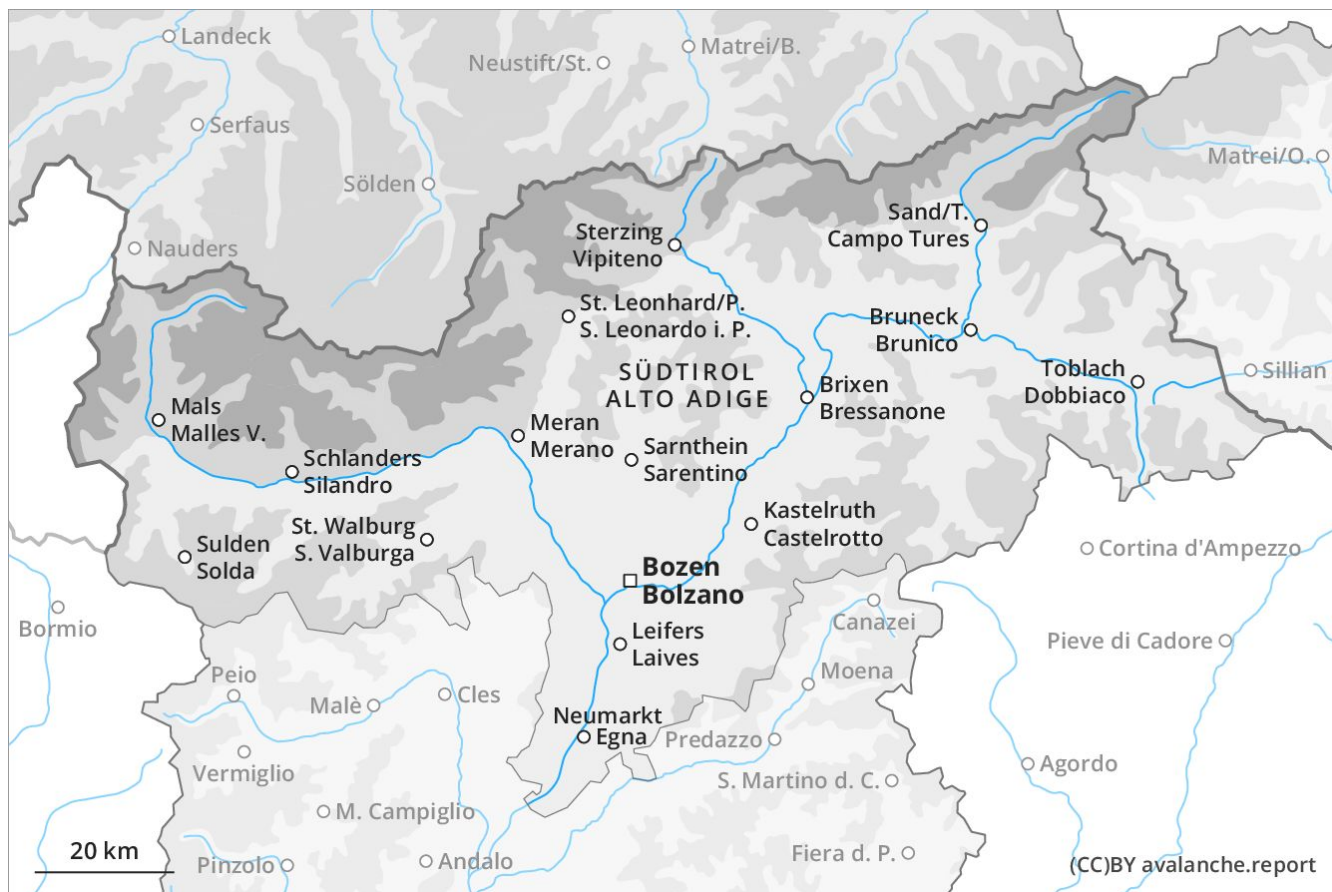 Landeck
Matrei/B.
Neustift/St.
Serfaus
Matrei/O.
Sölden
Sand/T.
Campo Tures
Sterzing
Vipiteno
Nauders
St. Leonhard/P.
S. Leonardo i. P.
Bruneck
Brunico
SÜDTIROL
ALTO ADIGE
Toblach
Dobbiaco
Sillian
Brixen
Bressanone
Mals
Malles V.
Meran
Merano
Sarnthein
Sarentino
Schlanders
Silandro
Kastelruth
Castelrotto
St. Walburg
S. Valburga
Sulden
Solda
Cortina d'Ampezzo
Bozen
Bolzano
Bormio
Canazei
Leifers
Laives
Pieve di Cadore
Peio
Moena
Malè
Cles
Neumarkt
Egna
Predazzo
Vermiglio
Agordo
S. Martino d. C.
M. Campiglio
20 km
Pinzolo
Andalo
Fiera d. P.
(CC)BY avalanche.report